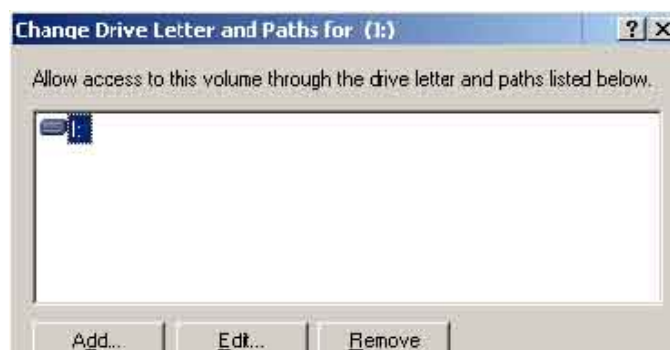 Change Drive Letter and Paths for (I:)
Allow access to this volume through the drive letter and paths listed below.
I:
Add... Edit... Remove